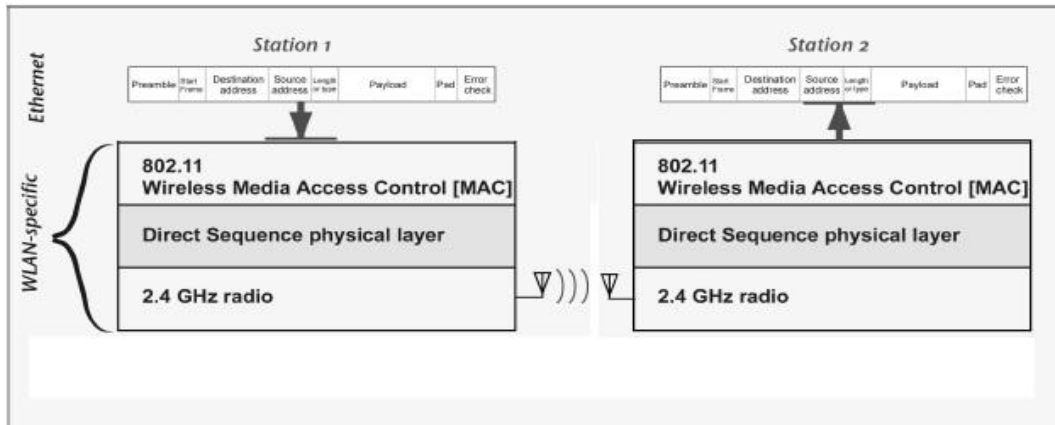 Station 1
Station 2
Ethernet
Preamble Start Frame Destination address Source address Length or type Payload Pad Error check
Preamble Start Frame Destination address Source address Length or type Payload Pad Error check
WLAN-specific
802.11
Wireless Media Access Control [MAC]
Direct Sequence physical layer
2.4 GHz radio
802.11
Wireless Media Access Control [MAC]
Direct Sequence physical layer
2.4 GHz radio